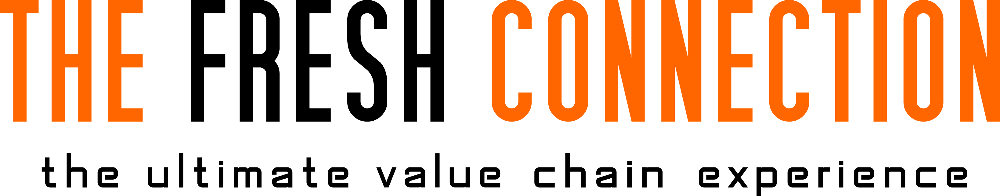 THE FRESH CONNECTION
the ultimate value chain experience